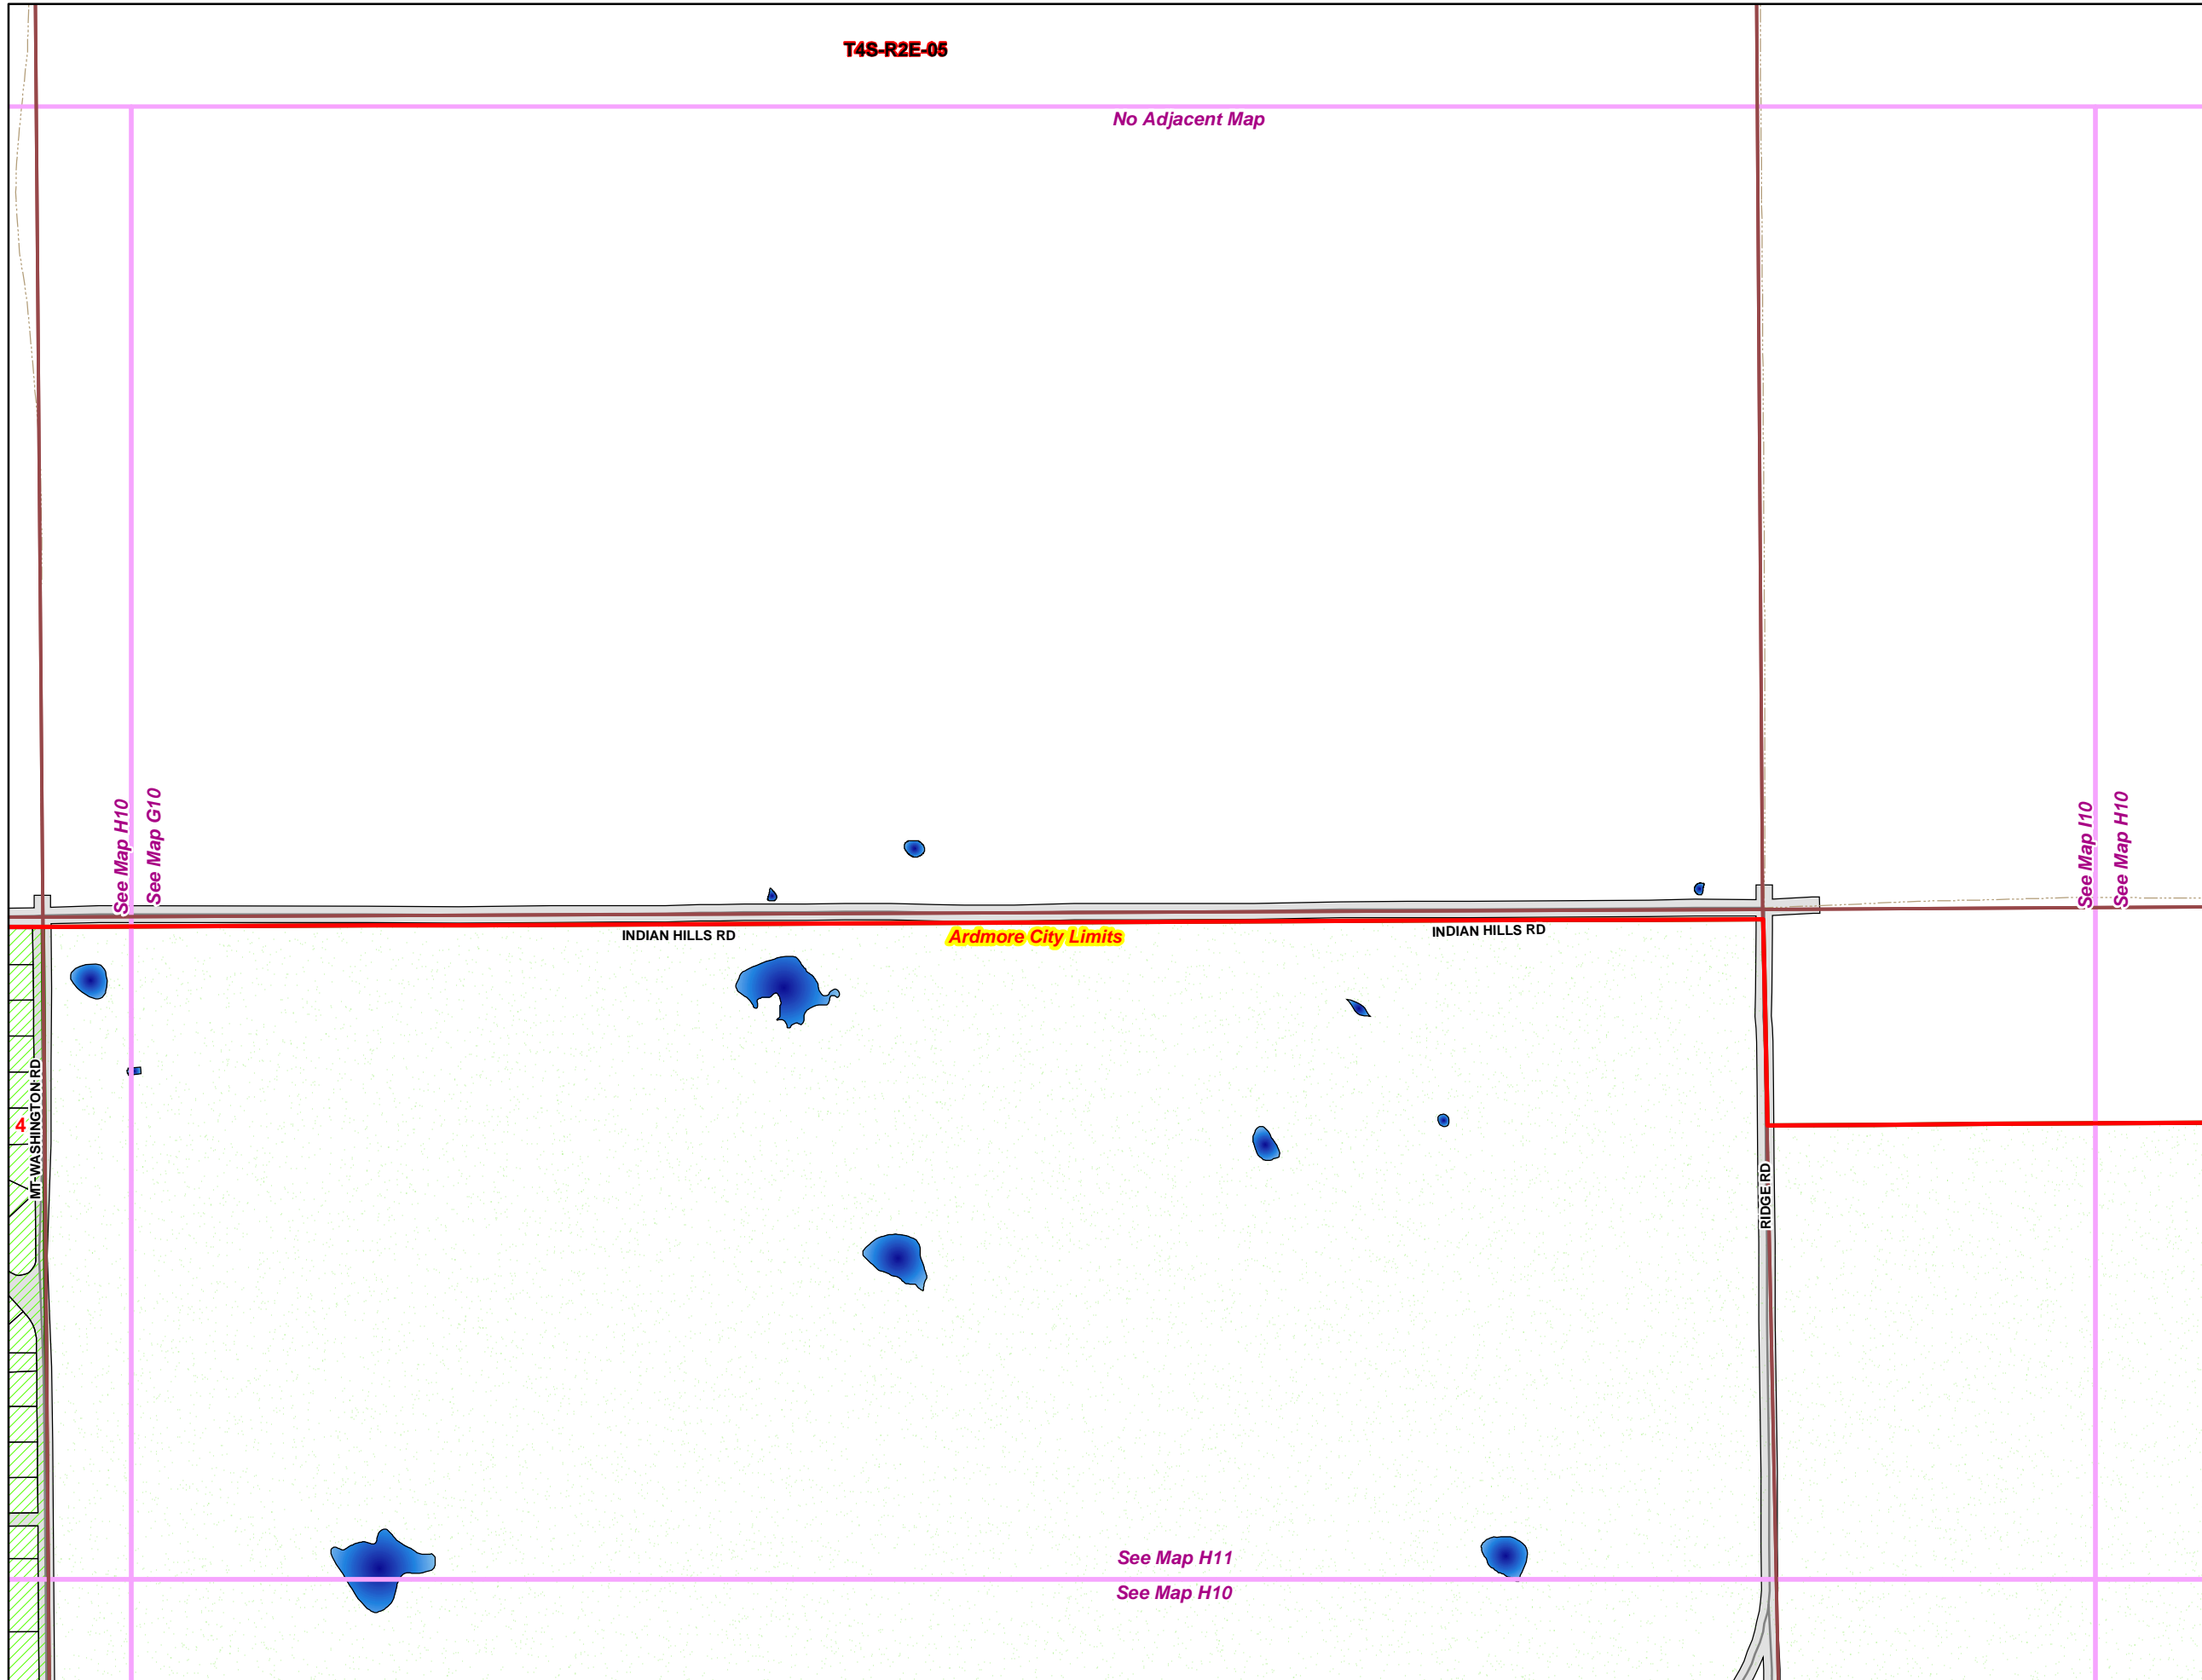 T4S-R2E-05
No Adjacent Map
See Map H10
See Map G10
See Map I10
See Map H10
INDIAN HILLS RD
Ardmore City Limits
INDIAN HILLS RD
MT WASHINGTON RD
4
RIDGE RD
See Map H11
See Map H10